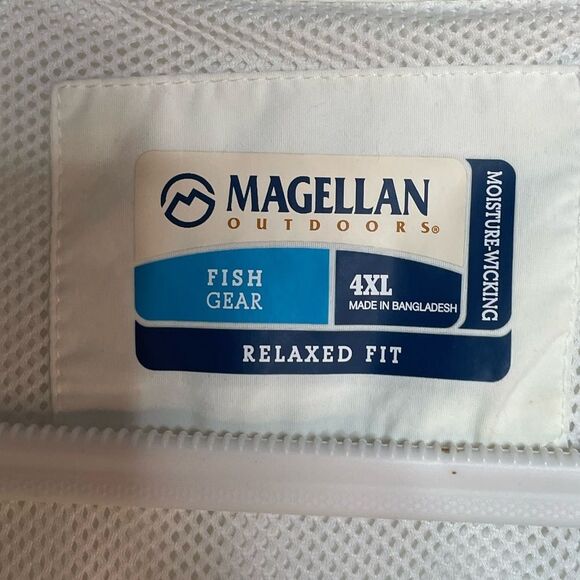 MAGELLAN
OUTDOORS®
FISH
GEAR
4XL
MADE IN BANGLADESH
MOISTURE-WICKING
RELAXED FIT